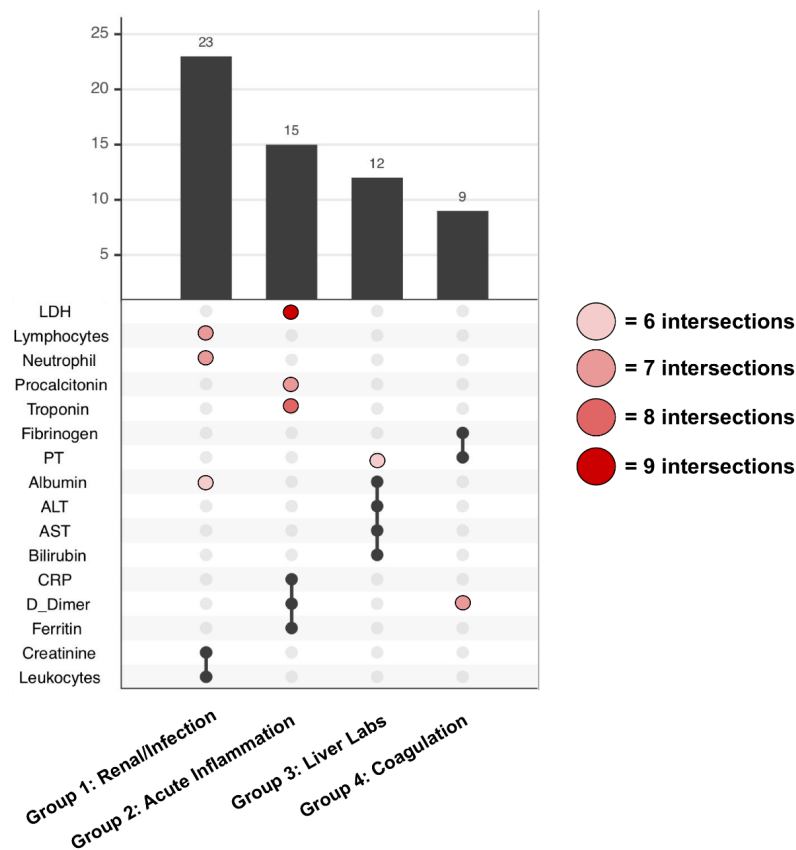 25
20
15
10
5
23
15
12
9
LDH
Lymphocytes
Neutrophil
Procalcitonin
Troponin
Fibrinogen
PT
Albumin
ALT
AST
Bilirubin
CRP
D_Dimer
Ferritin
Creatinine
Leukocytes
Group 1: Renal/Infection
Group 2: Acute Inflammation
Group 3: Liver Labs
Group 4: Coagulation
= 6 intersections
= 7 intersections
= 8 intersections
= 9 intersections